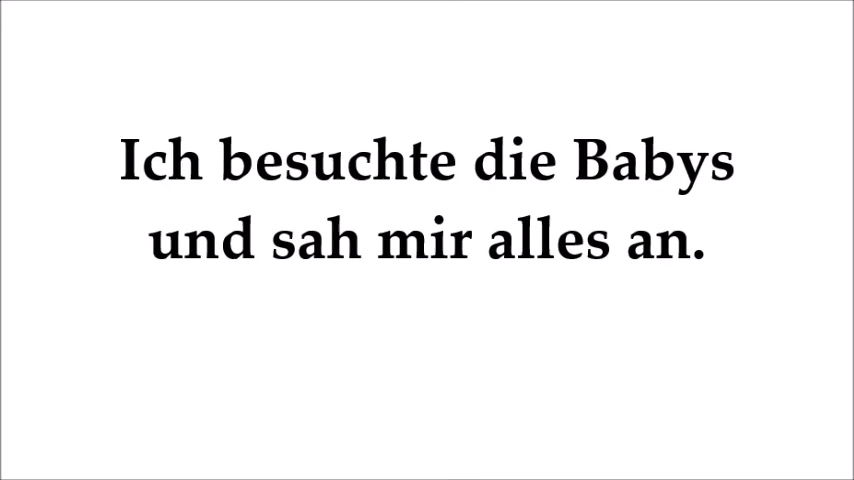 Ich besuchte die Babys
und sah mir alles an.